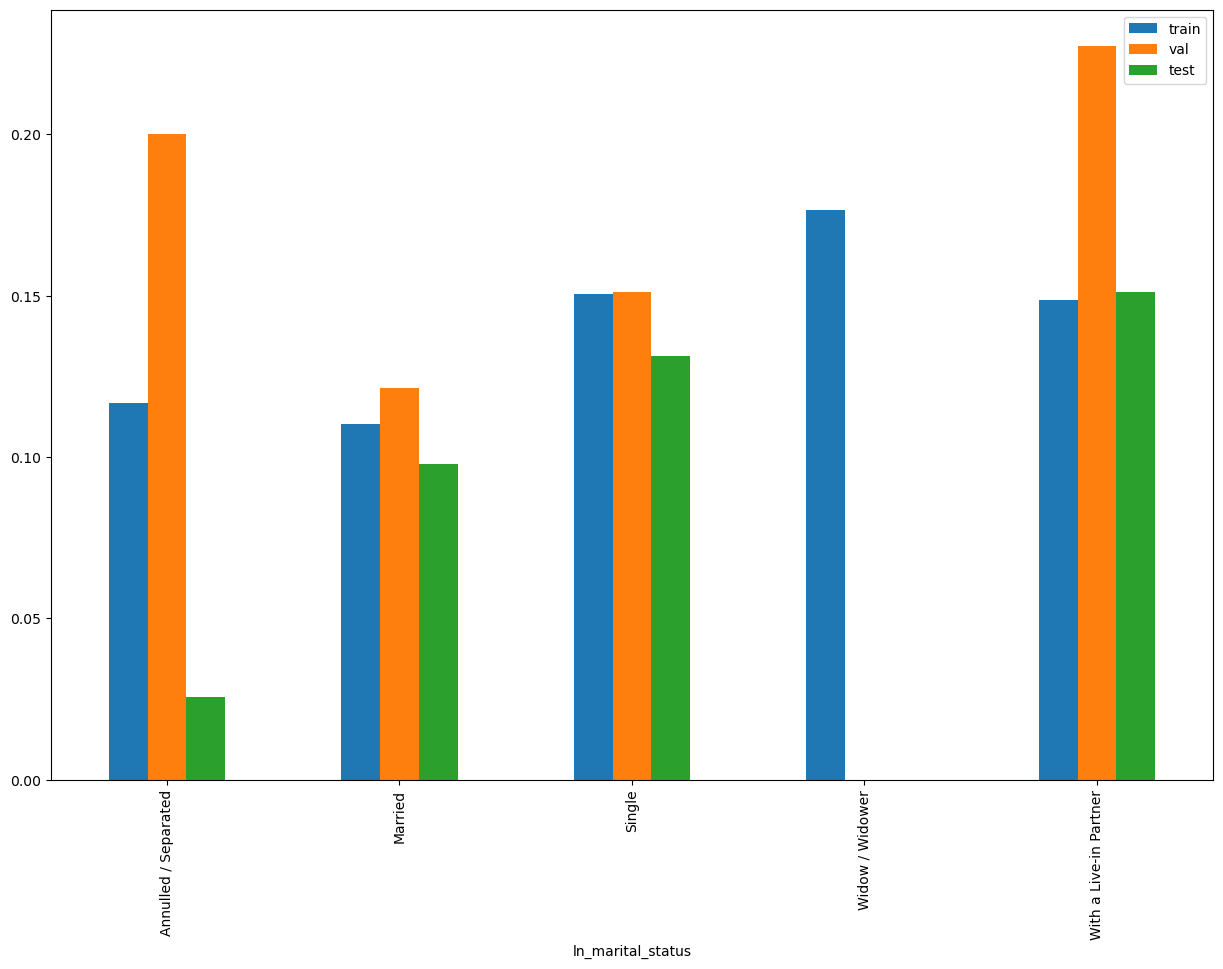 train
val
test
0.20
0.15
0.10
0.05
0.00
Annulled / Separated
Married
Single
Widow / Widower
With a Live-in Partner
ln_marital_status